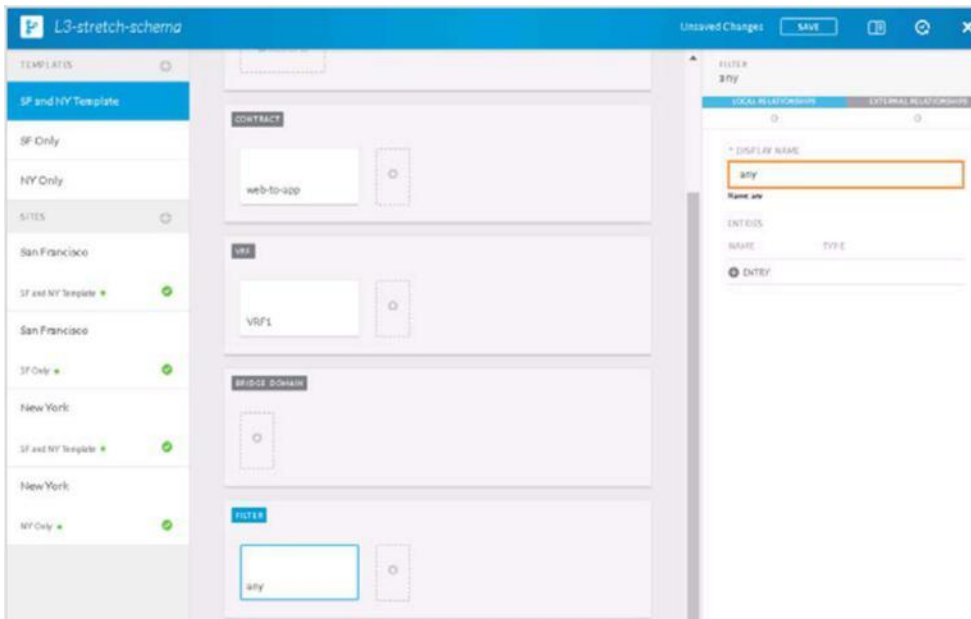 L3-stretch-schema
Unsaved Changes
SAVE
TEMPLATES
SF and NY Template
SF Only
NY Only
SITES
San Francisco
SF and NY Template
San Francisco
SF Only
New York
SF and NY Template
New York
NY Only
CONTRACT
web-to-app
VRF
VRF1
BRIDGE DOMAIN
FILTER
any
FILTER
any
LOCAL RELATIONSHIPS
EXTERNAL RELATIONSHIPS
* DISPLAY NAME
any
Name: any
ENTRIES
NAME TYPE
ENTRY